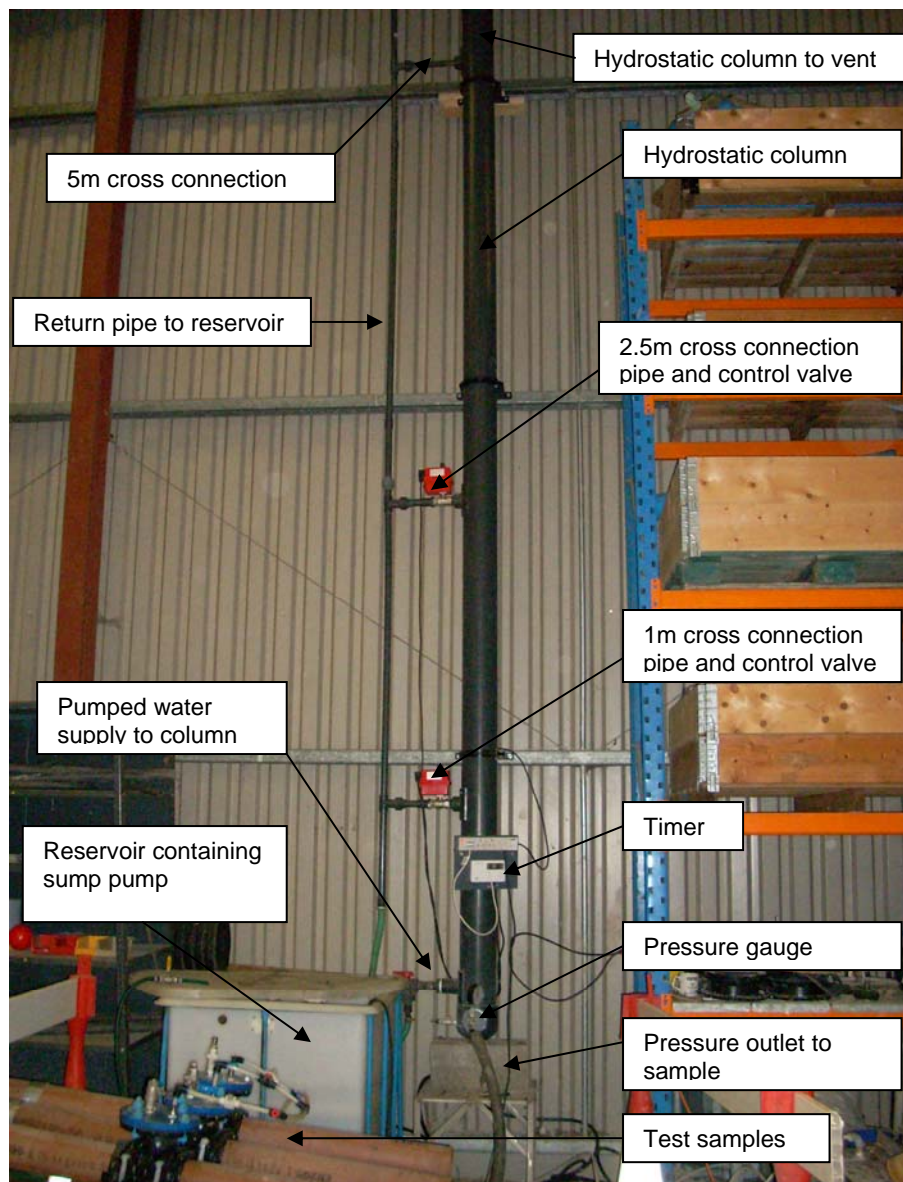 Hydrostatic column to vent
Hydrostatic column
5m cross connection
Return pipe to reservoir
2.5m cross connection
pipe and control valve
1m cross connection
pipe and control valve
Pumped water
supply to column
Timer
Reservoir containing
sump pump
Pressure gauge
Pressure outlet to
sample
Test samples